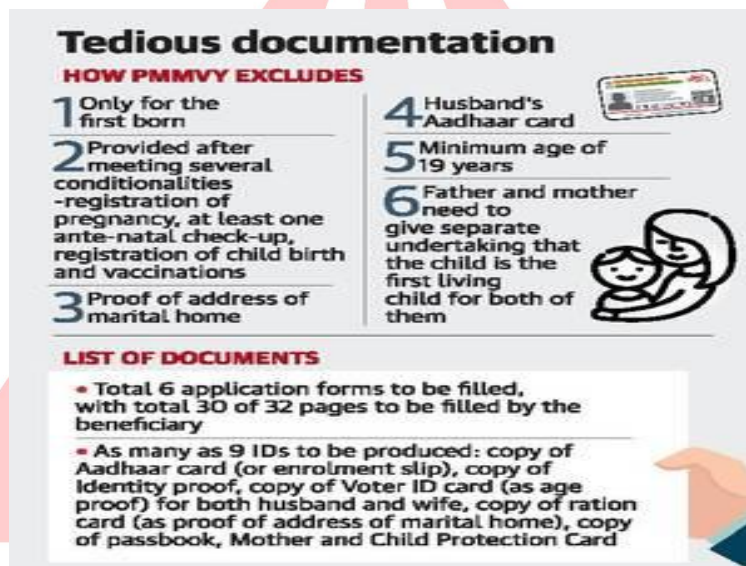 Tedious documentation
HOW PMMVY EXCLUDES
1 Only for the
first born
2 Provided after
meeting several
conditionalities
-registration of
pregnancy, at least one
ante-natal check-up,
registration of child birth
and vaccinations
3 Proof of address of
marital home
4 Husband's
Aadhaar card
5 Minimum age of
19 years
6 Father and mother
need to
give separate
undertaking that
the child is the
first living
child for both of
them
LIST OF DOCUMENTS
• Total 6 application forms to be filled,
with total 30 of 32 pages to be filled by the
beneficiary
• As many as 9 IDs to be produced: copy of
Aadhaar card (or enrolment slip), copy of
Identity proof, copy of Voter ID card (as age
proof) for both husband and wife, copy of ration
card (as proof of address of marital home), copy
of passbook, Mother and Child Protection Card